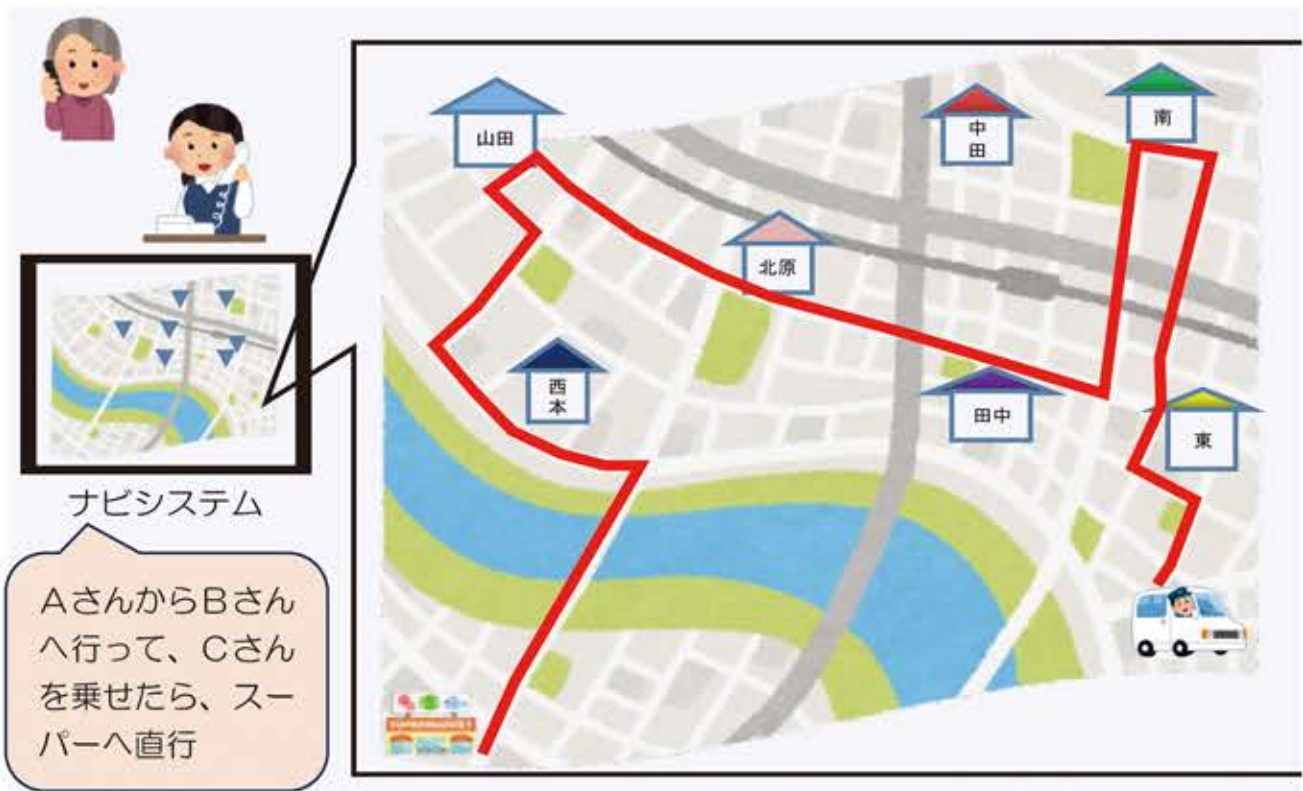 山田
中
田
南
北原
西
本
田中
東
ナビシステム
AさんからBさん
へ行って、Cさん
を乗せたら、スー
パーへ直行